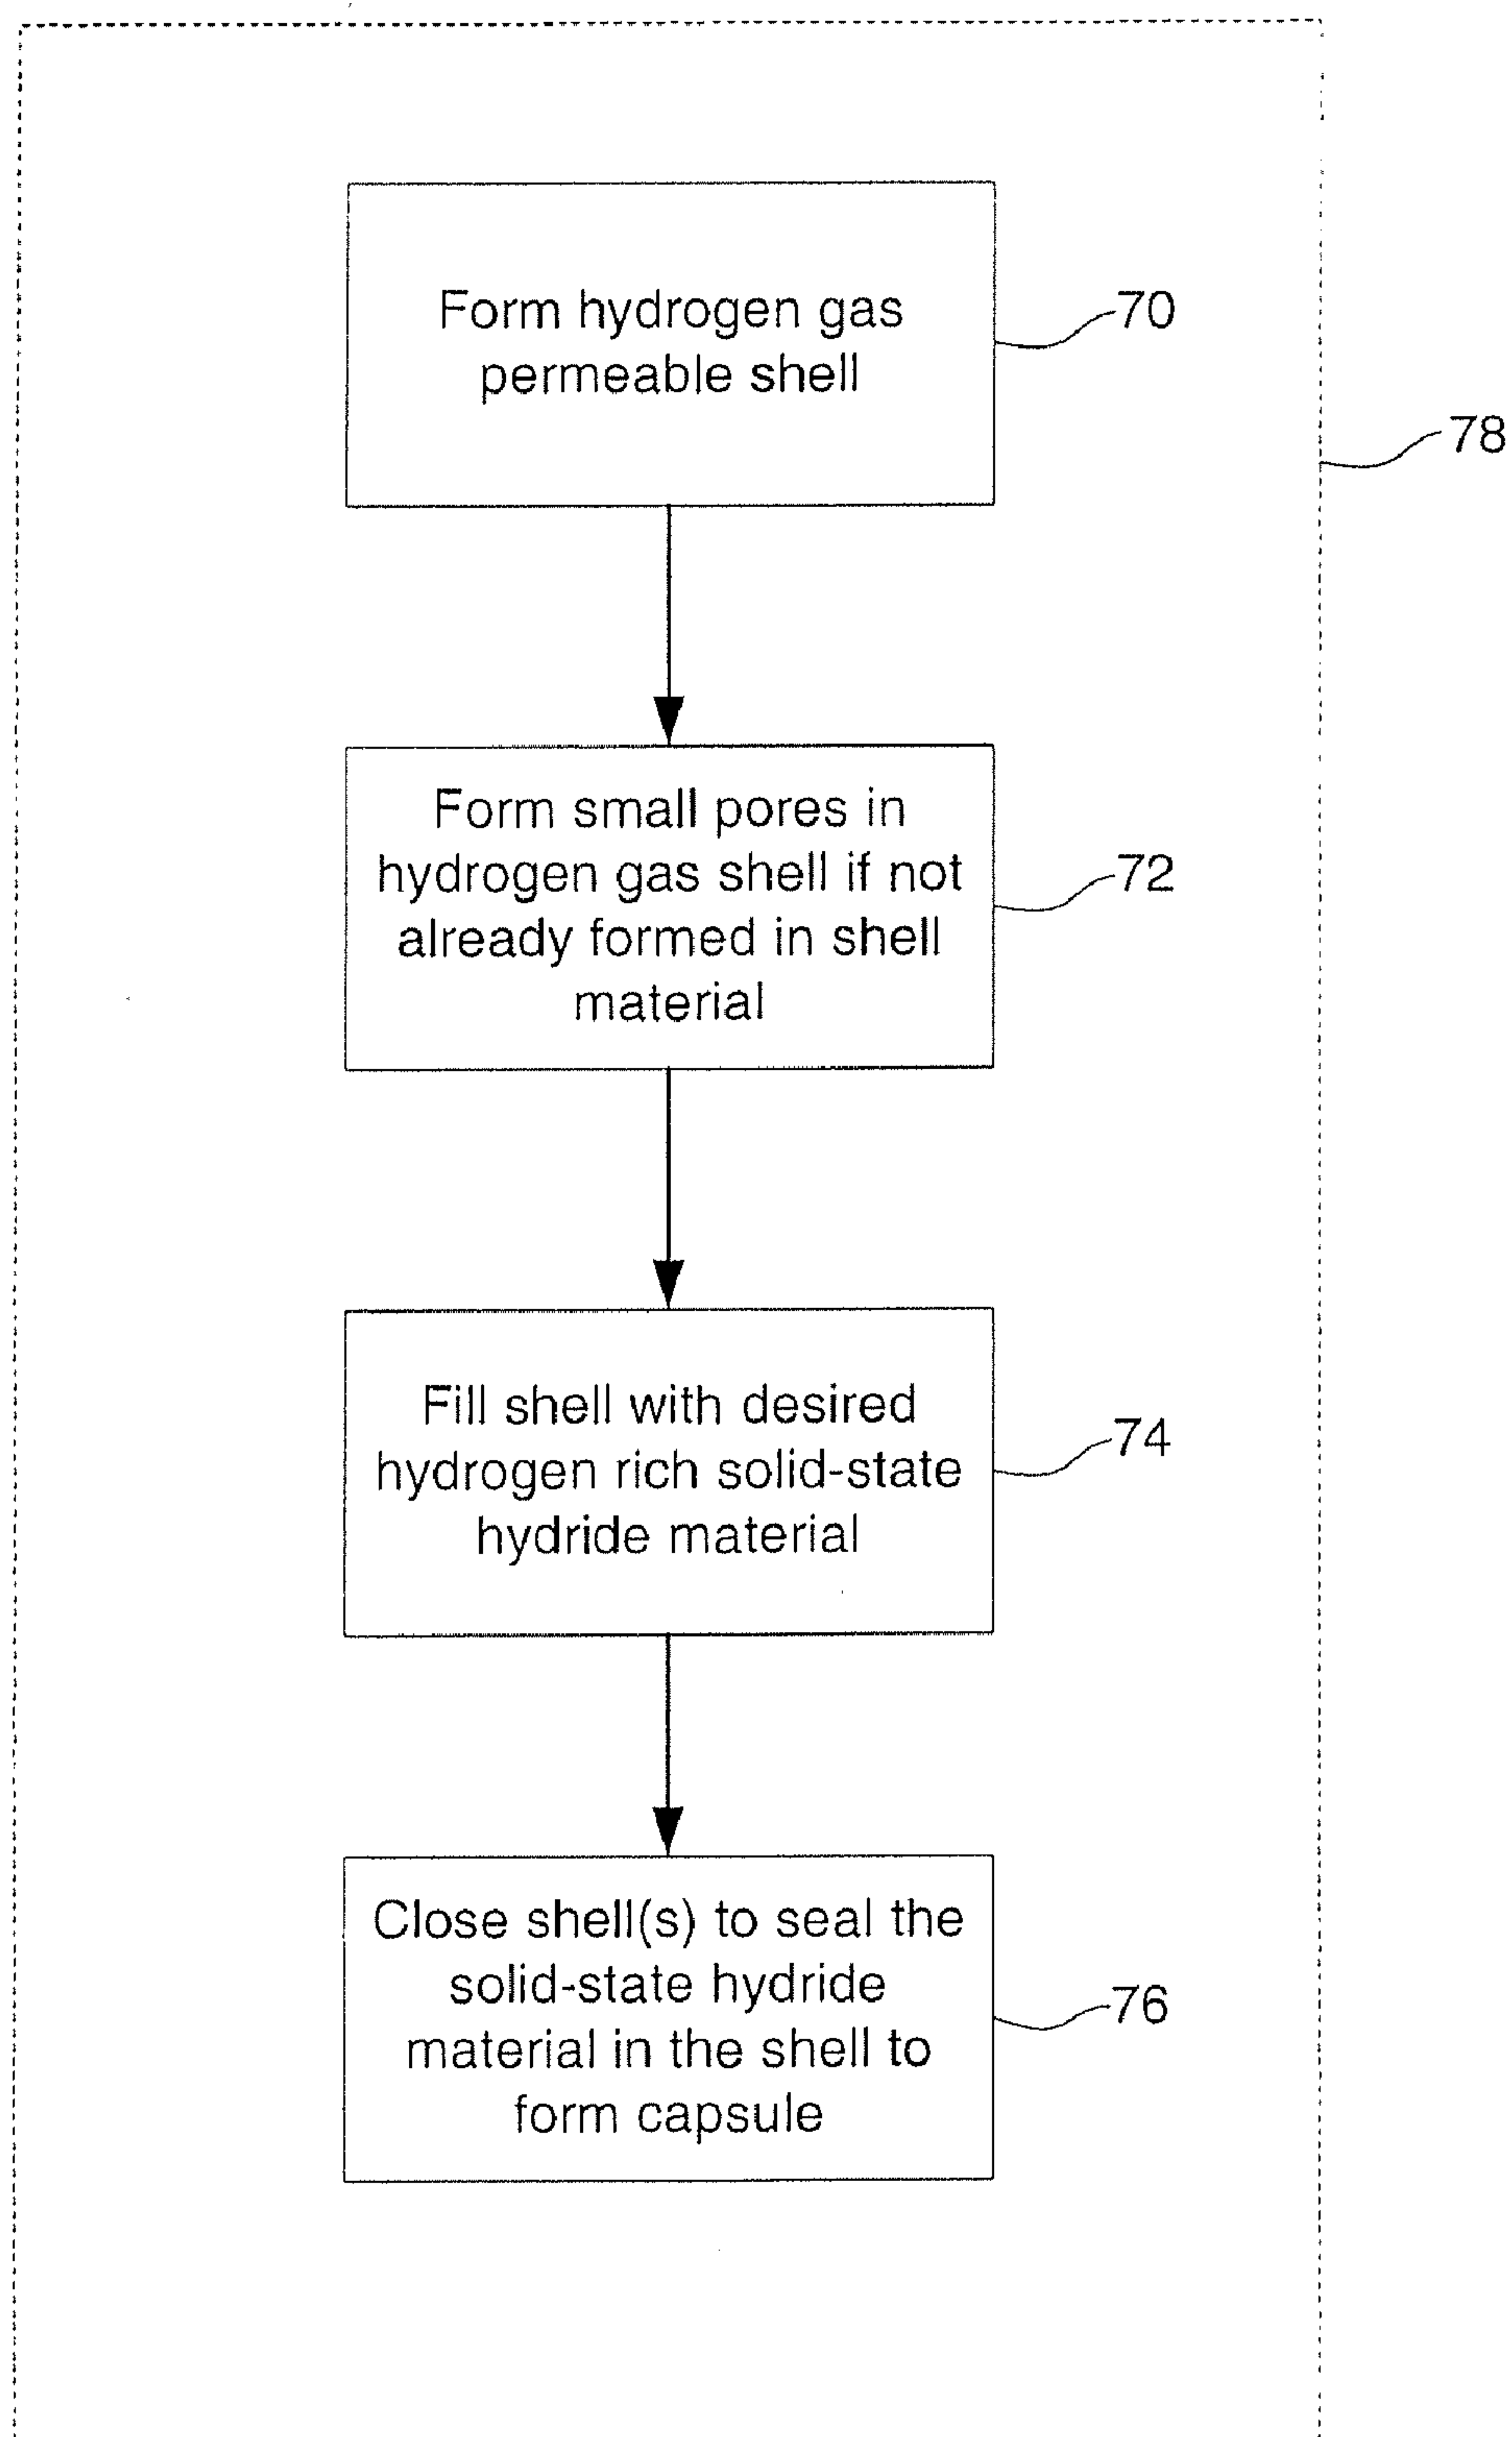 Form hydrogen gas
permeable shell
70
78
Form small pores in
hydrogen gas shell if not
already formed in shell
material
72
Fill shell with desired
hydrogen rich solid-state
hydride material
74
Close shell(s) to seal the
solid-state hydride
material in the shell to
form capsule
76